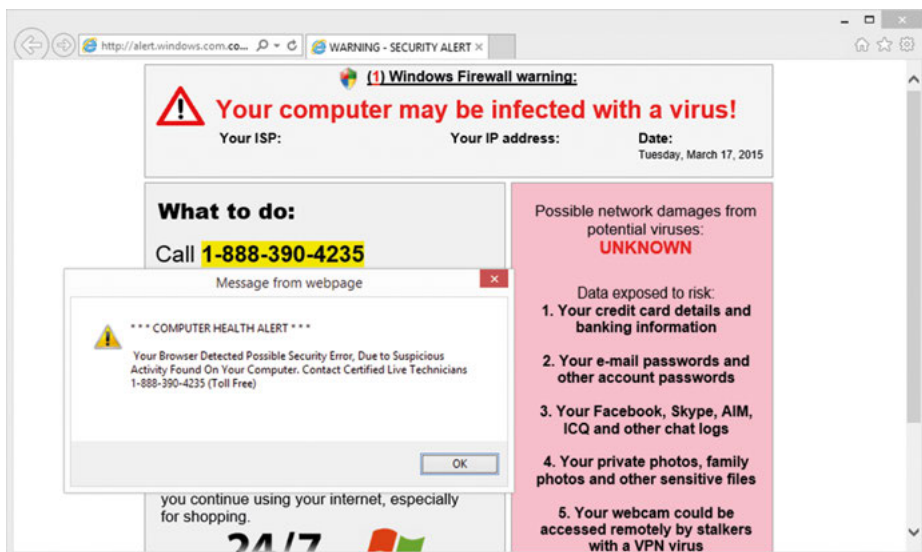 http://alert.windows.com.co...
WARNING - SECURITY ALERT
(1) Windows Firewall warning:
Your computer may be infected with a virus!
Your ISP:
Your IP address:
Date:
Tuesday, March 17, 2015
What to do:
Call 1-888-390-4235
Message from webpage
* * * COMPUTER HEALTH ALERT * * *
Your Browser Detected Possible Security Error, Due to Suspicious
Activity Found On Your Computer. Contact Certified Live Technicians
1-888-390-4235 (Toll Free)
OK
you continue using your internet, especially
for shopping.
24/7
Possible network damages from
potential viruses:
UNKNOWN
Data exposed to risk:
1. Your credit card details and
banking information
2. Your e-mail passwords and
other account passwords
3. Your Facebook, Skype, AIM,
ICQ and other chat logs
4. Your private photos, family
photos and other sensitive files
5. Your webcam could be
accessed remotely by stalkers
with a VPN virus